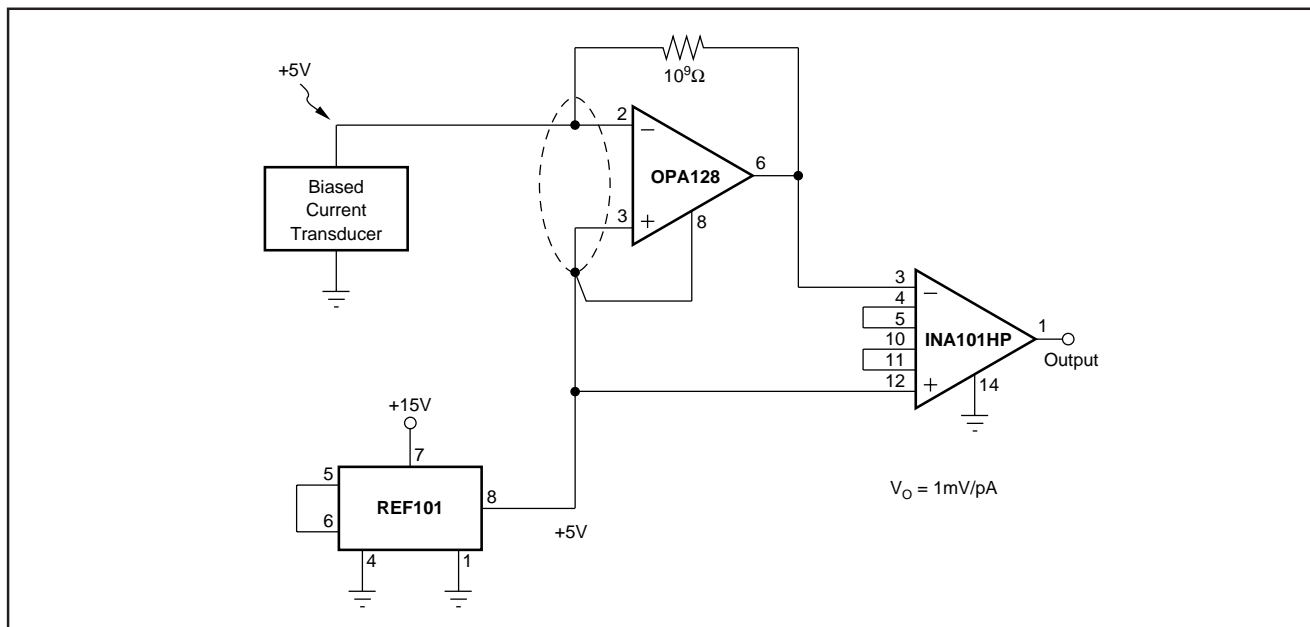 10⁹Ω
+5V
2
−
OPA128
6
Biased
Current
Transducer
3
+
8
3
−
4
5
10
11
12
+
INA101HP
1
Output
14
+15V
7
5
6
REF101
8
+5V
4
1
V_O = 1mV/pA